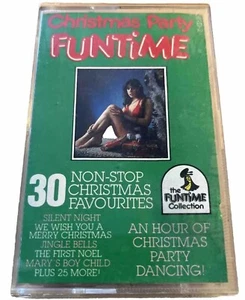 Christmas Party
FUNTiME
30
NON-STOP
CHRISTMAS
FAVOURITES
SILENT NIGHT
WE WISH YOU A
MERRY CHRISTMAS
JINGLE BELLS
THE FIRST NOEL
MARY'S BOY CHILD
PLUS 25 MORE!
the
FUNTiME
Collection
AN HOUR OF
CHRISTMAS
PARTY
DANCING!